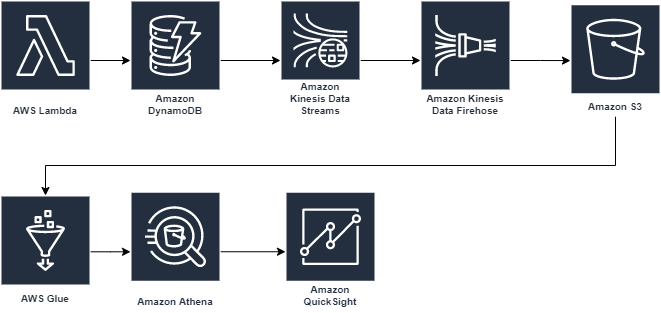 AWS Lambda
Amazon
DynamoDB
Amazon
Kinesis Data
Streams
Amazon Kinesis
Data Firehose
Amazon S3
AWS Glue
Amazon Athena
Amazon
QuickSight